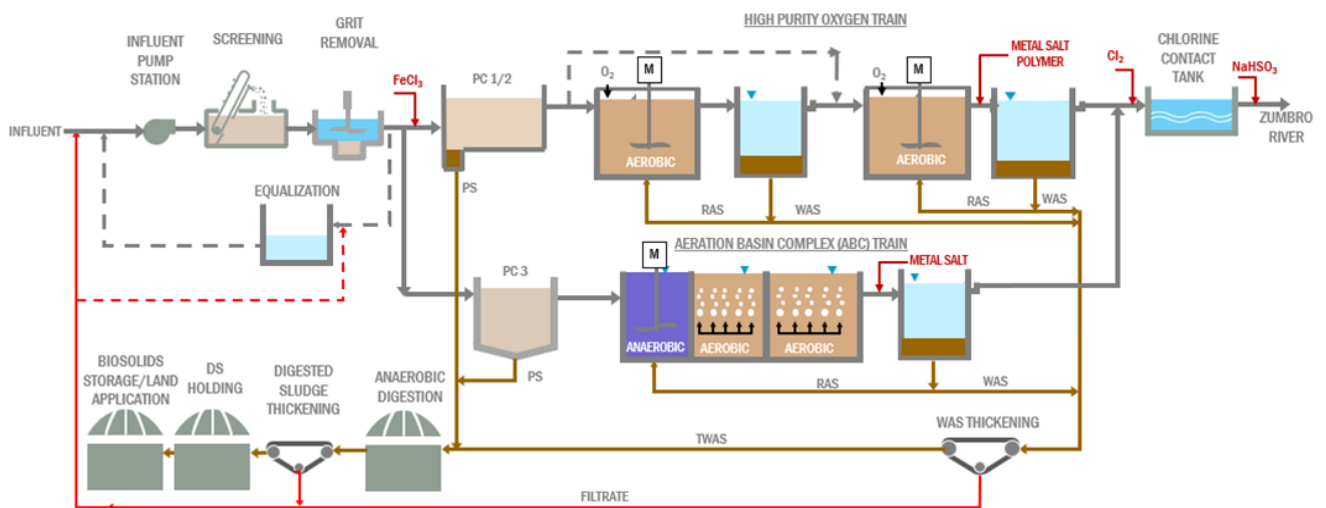 HIGH PURITY OXYGEN TRAIN
INFLUENT
PUMP
STATION
SCREENING
GRIT
REMOVAL
FeCl3
PC 1/2
O2
M
AEROBIC
O2
M
AEROBIC
METAL SALT
POLYMER
Cl2
CHLORINE
CONTACT
TANK
NaHSO3
INFLUENT
ZUMBRO
RIVER
EQUALIZATION
PS
RAS
WAS
RAS
WAS
AERATION BASIN COMPLEX (ABC) TRAIN
M
PC 3
METAL SALT
ANAEROBIC
AEROBIC
AEROBIC
PS
RAS
WAS
BIOSOLIDS
STORAGE/LAND
APPLICATION
DS
HOLDING
DIGESTED
SLUDGE
THICKENING
ANAEROBIC
DIGESTION
TWAS
WAS THICKENING
FILTRATE